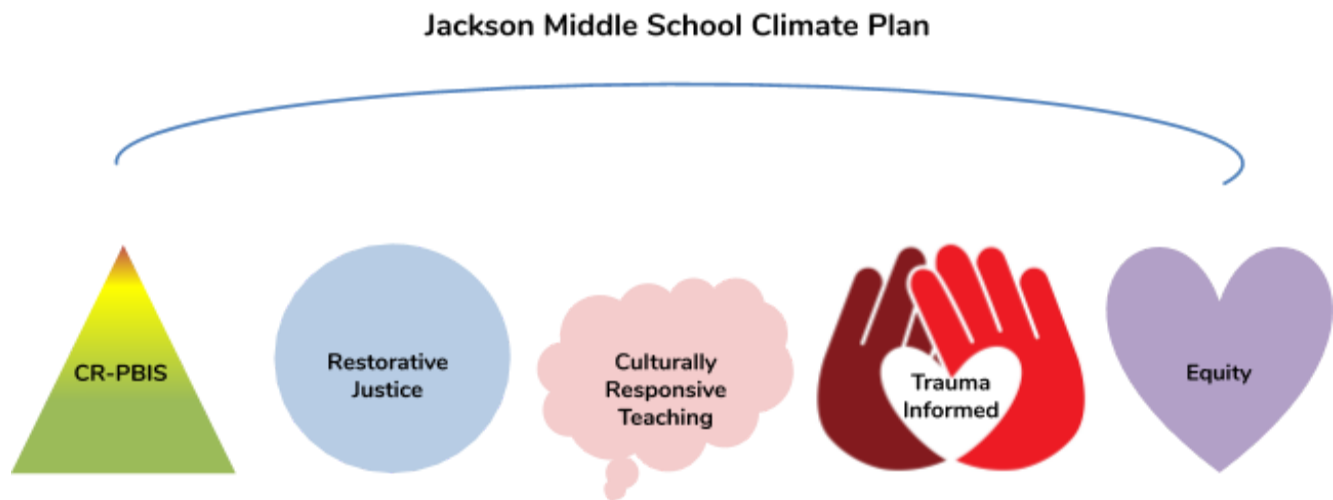 Jackson Middle School Climate Plan
CR-PBIS
Restorative
Justice
Culturally
Responsive
Teaching
Trauma
Informed
Equity